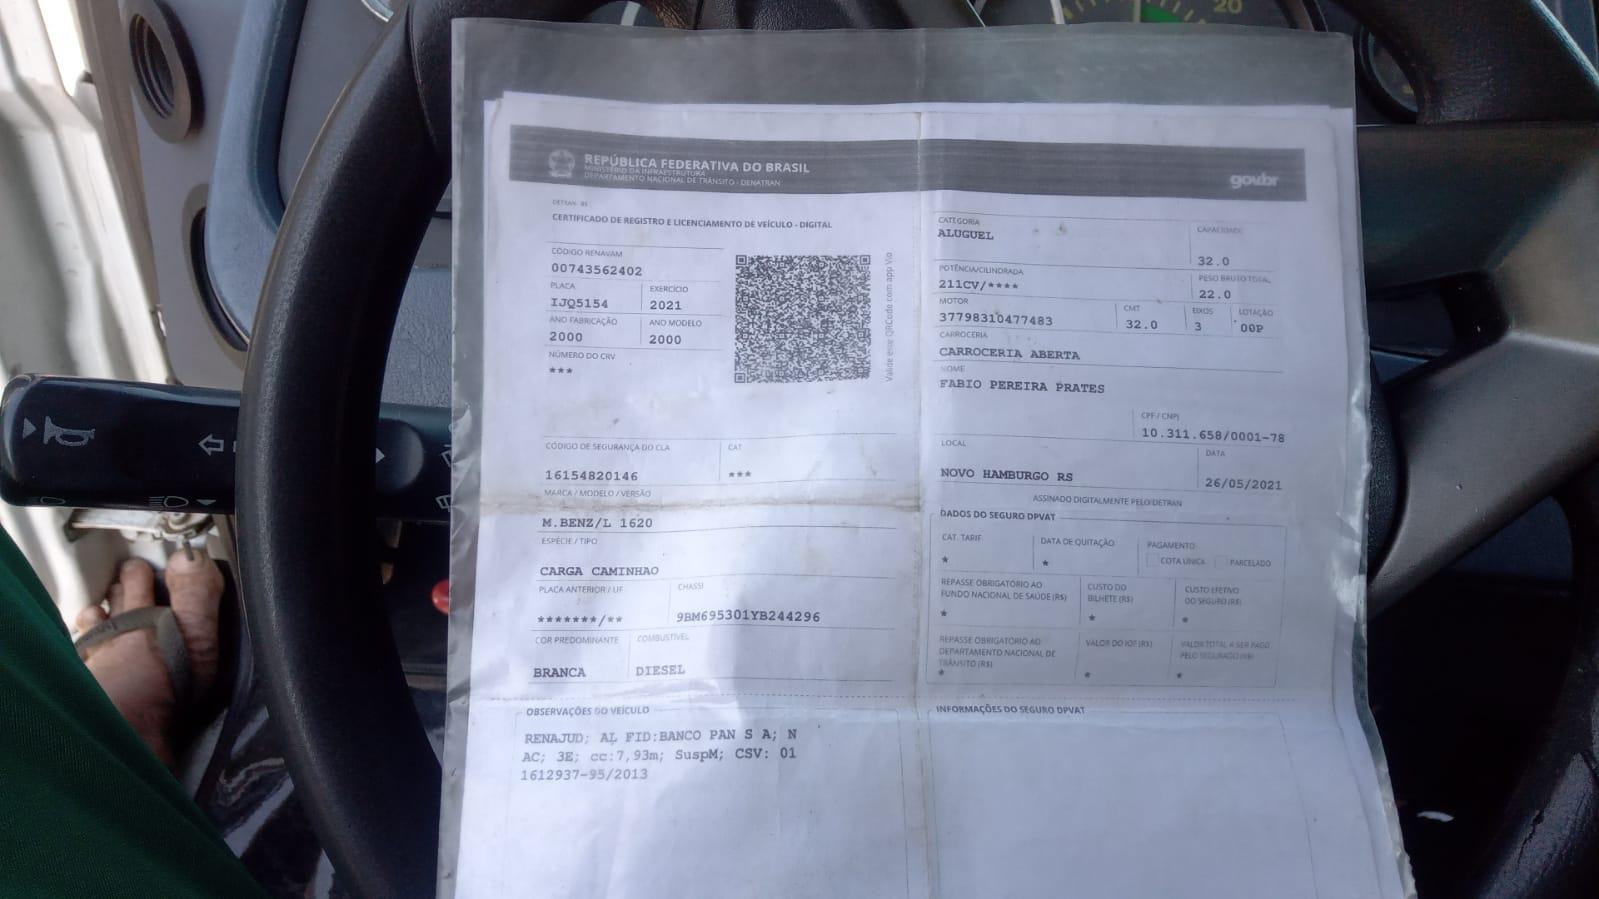 20
REPÚBLICA FEDERATIVA DO BRASIL
MINISTÉRIO DA INFRAESTRUTURA
DEPARTAMENTO NACIONAL DE TRÂNSITO - DENATRAN
gov.br
DETRAN- RS
CERTIFICADO DE REGISTRO E LICENCIAMENTO DE VEÍCULO - DIGITAL
CÓDIGO RENAVAM
00743562402
PLACA EXERCÍCIO
IJQ5154 2021
ANO FABRICAÇÃO ANO MODELO
2000 2000
NÚMERO DO CRV
***
Valide esse QRCode com app Vio
CÓDIGO DE SEGURANÇA DO CLA CAT
16154820146 ***
MARCA / MODELO / VERSÃO
M.BENZ/L 1620
ESPÉCIE / TIPO
CARGA CAMINHAO
PLACA ANTERIOR / UF CHASSI
*******/** 9BM695301YB244296
COR PREDOMINANTE COMBUSTÍVEL
BRANCA DIESEL
OBSERVAÇÕES DO VEÍCULO
RENAJUD; AL FID:BANCO PAN S A; N
AC; 3E; cc:7,93m; SuspM; CSV: 01
1612937-95/2013
CATEGORIA CAPACIDADE
ALUGUEL 32.0
POTÊNCIA/CILINDRADA PESO BRUTO TOTAL
211CV/**** 22.0
MOTOR CMT EIXOS LOTAÇÃO
37798310477483 32.0 3 00P
CARROCERIA
CARROCERIA ABERTA
NOME
FABIO PEREIRA PRATES
CPF / CNPJ
10.311.658/0001-78
LOCAL DATA
NOVO HAMBURGO RS 26/05/2021
ASSINADO DIGITALMENTE PELO DETRAN
DADOS DO SEGURO DPVAT
CAT. TARIF DATA DE QUITAÇÃO PAGAMENTO
* * COTA ÚNICA PARCELADO
REPASSE OBRIGATÓRIO AO CUSTO DO CUSTO EFETIVO
FUNDO NACIONAL DE SAÚDE (R$) BILHETE (R$) DO SEGURO (R$)
* * *
REPASSE OBRIGATÓRIO AO VALOR DO IOF (R$) VALOR TOTAL A SER PAGO
DEPARTAMENTO NACIONAL DE PELO SEGURADO (R$)
TRÂNSITO (R$)
* * *
INFORMAÇÕES DO SEGURO DPVAT